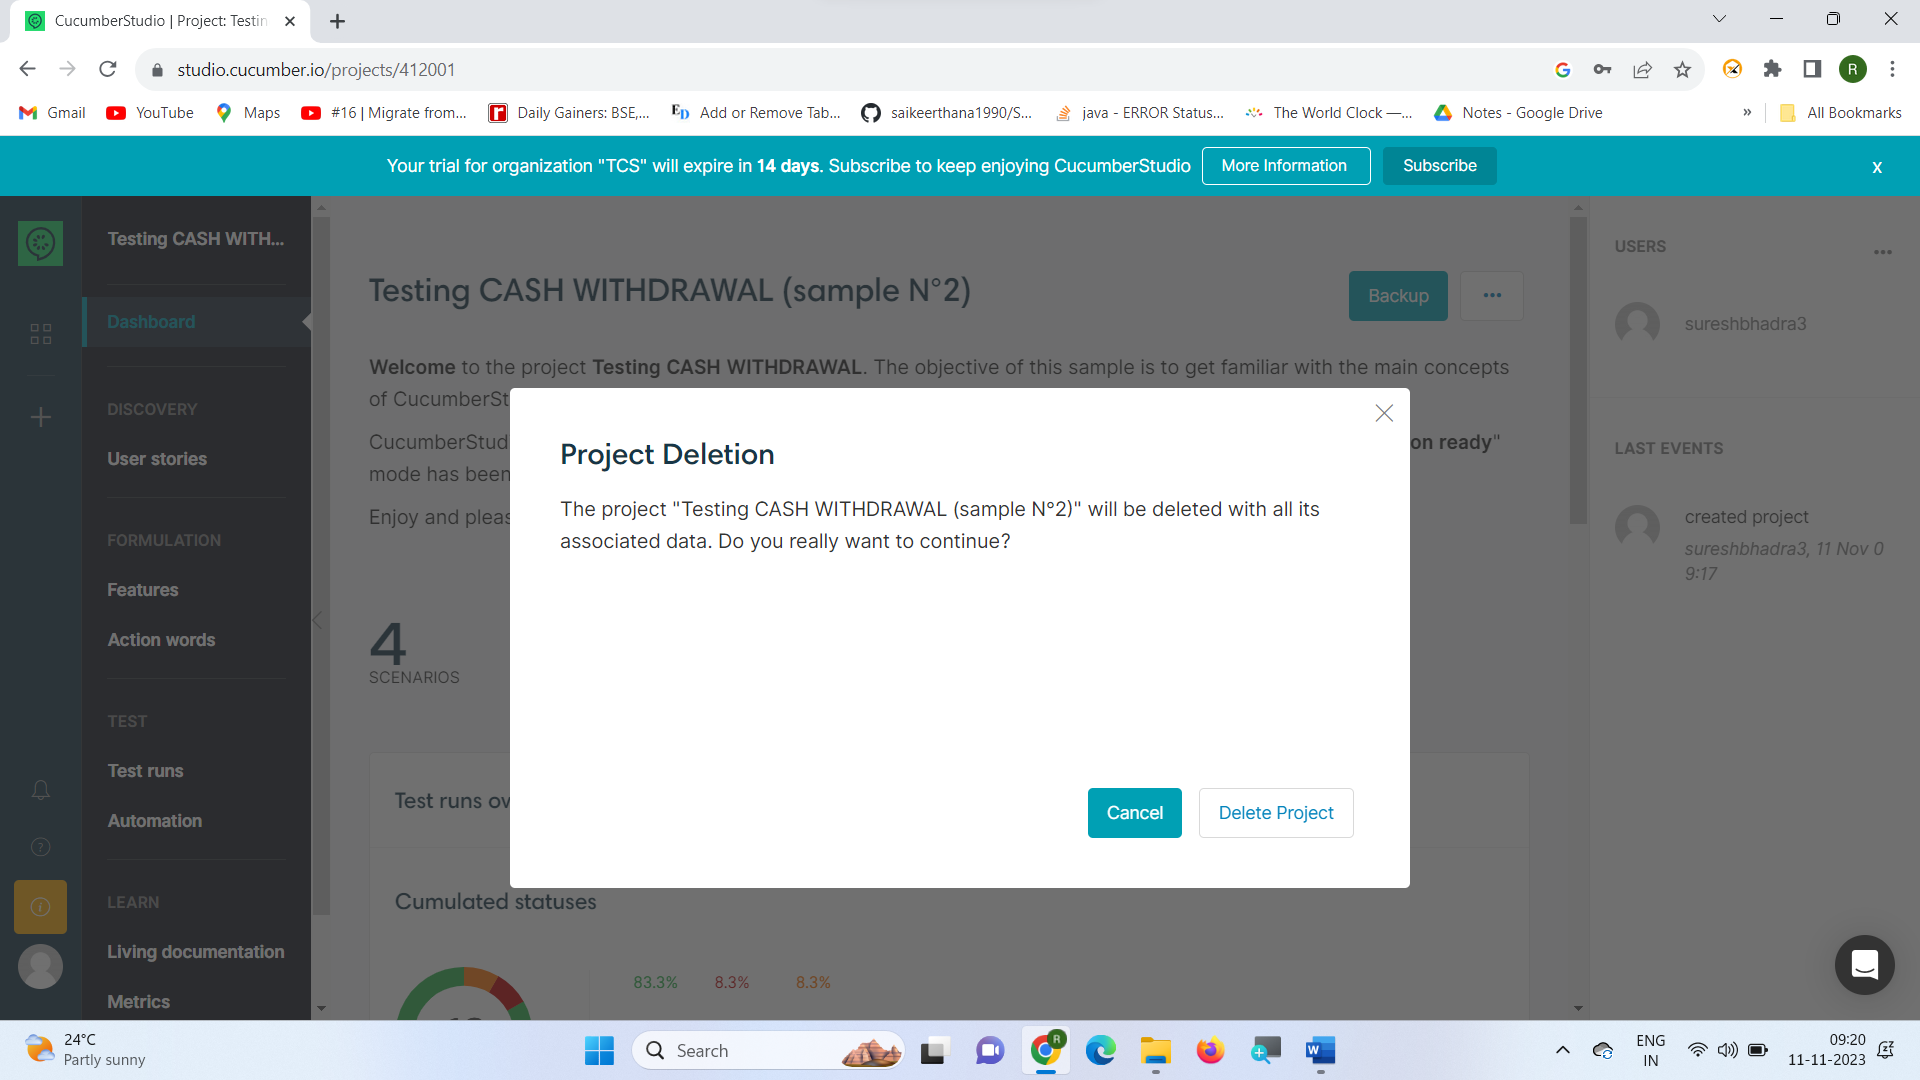 CucumberStudio | Project: Testin
studio.cucumber.io/projects/412001
R
Gmail YouTube Maps #16 | Migrate from... Daily Gainers: BSE,... Add or Remove Tab... saikeerthana1990/S... java - ERROR Status... The World Clock —... Notes - Google Drive » All Bookmarks
Your trial for organization "TCS" will expire in 14 days. Subscribe to keep enjoying CucumberStudio More Information Subscribe x
Testing CASH WITH...
Dashboard
DISCOVERY
User stories
FORMULATION
Features
Action words
TEST
Test runs
Automation
LEARN
Living documentation
Metrics
Testing CASH WITHDRAWAL (sample N°2)
Backup
Welcome to the project Testing CASH WITHDRAWAL. The objective of this sample is to get familiar with the main concepts
of CucumberSt
CucumberStud on ready"
mode has been
Enjoy and pleas
4
SCENARIOS
Test runs ov
Cumulated statuses
83.3% 8.3% 8.3%
Project Deletion
The project "Testing CASH WITHDRAWAL (sample N°2)" will be deleted with all its
associated data. Do you really want to continue?
Cancel Delete Project
USERS
sureshbhadra3
LAST EVENTS
created project
sureshbhadra3, 11 Nov 0
9:17
24°C
Partly sunny
Search
R
ENG
IN
09:20
11-11-2023